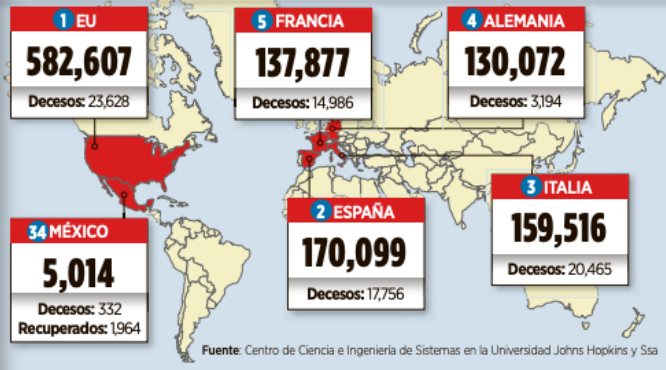 1 EU
582,607
Decesos: 23,628
5 FRANCIA
137,877
Decesos: 14,986
4 ALEMANIA
130,072
Decesos: 3,194
34 MÉXICO
5,014
Decesos: 332
Recuperados: 1,964
2 ESPAÑA
170,099
Decesos: 17,756
3 ITALIA
159,516
Decesos: 20,465
Fuente: Centro de Ciencia e Ingeniería de Sistemas en la Universidad Johns Hopkins y Ssa